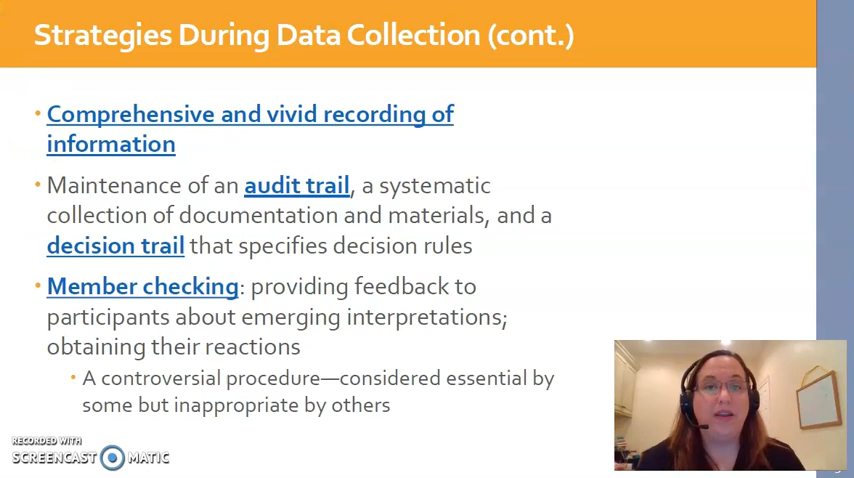 Strategies During Data Collection (cont.)
• Comprehensive and vivid recording of
information
• Maintenance of an audit trail, a systematic
collection of documentation and materials, and a
decision trail that specifies decision rules
• Member checking: providing feedback to
participants about emerging interpretations;
obtaining their reactions
• A controversial procedure—considered essential by
some but inappropriate by others
RECORDED WITH
SCREENCAST MATIC